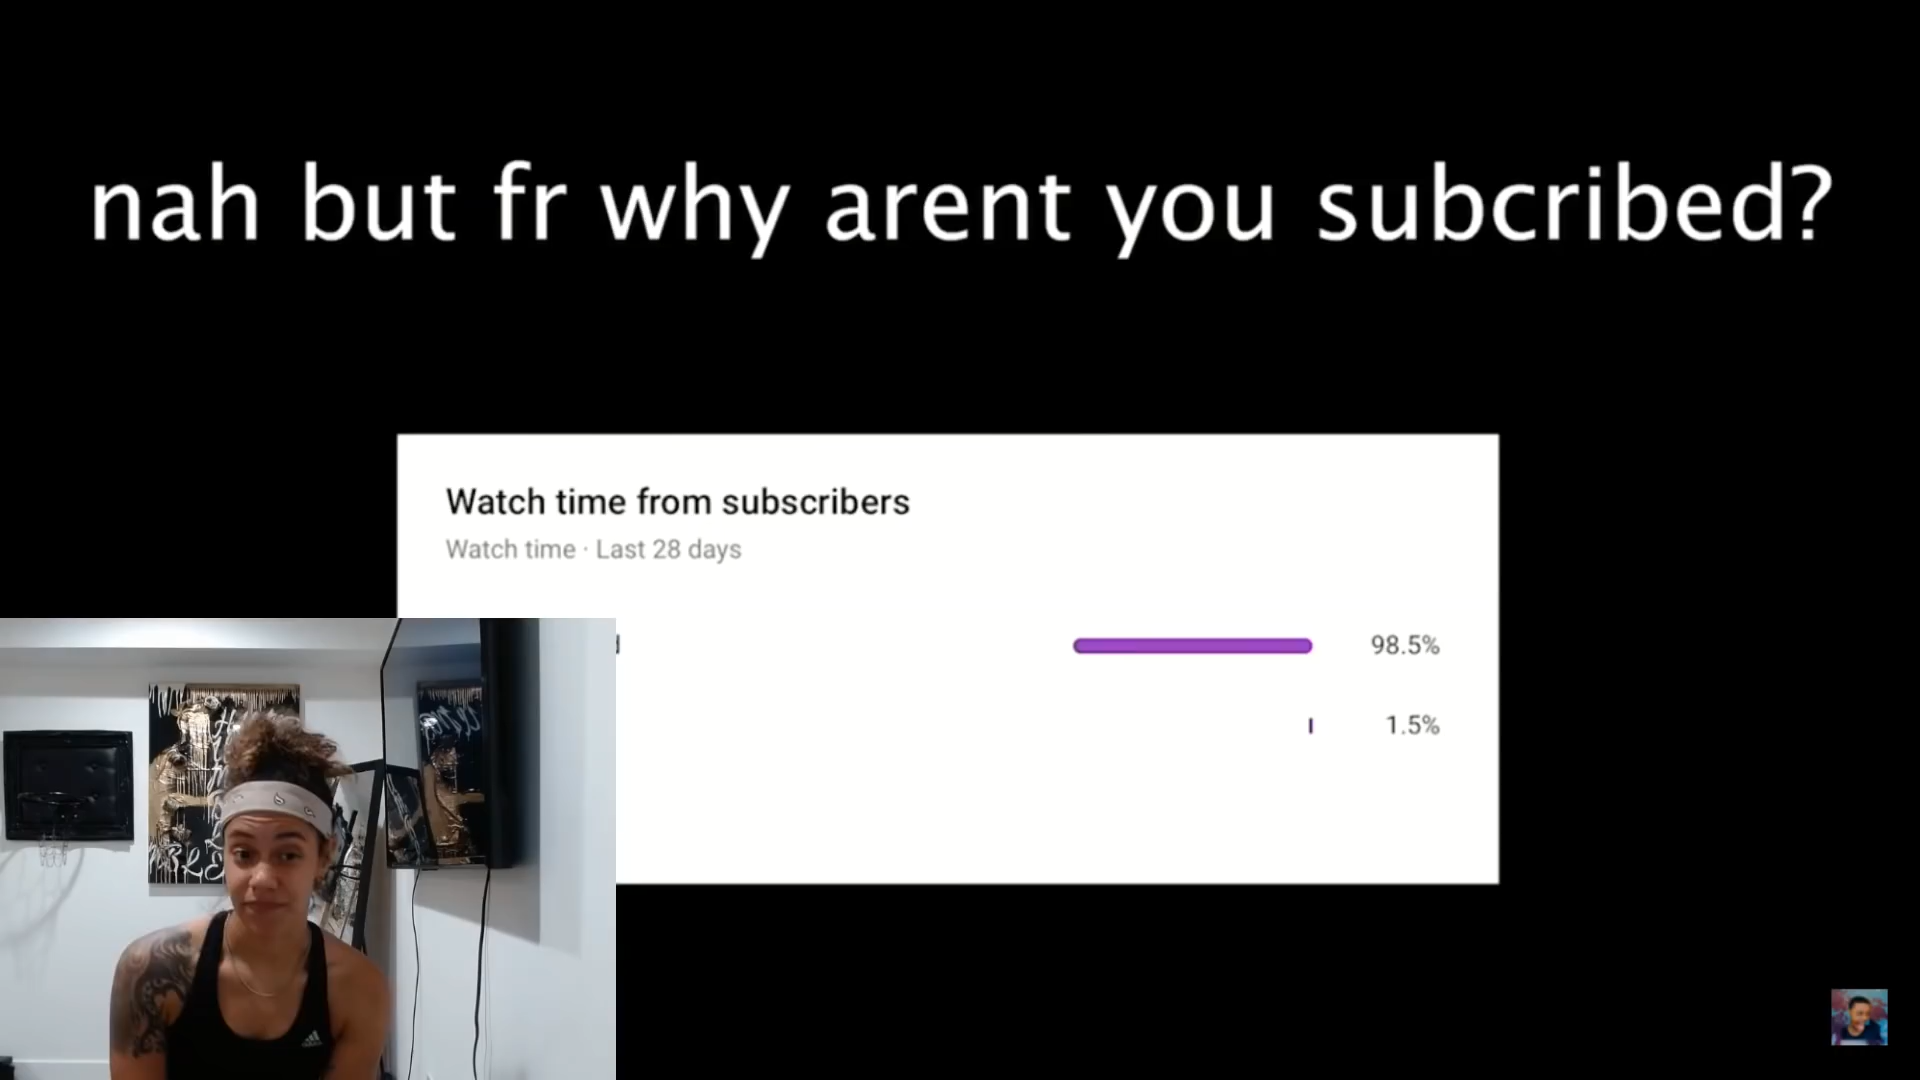 nah but fr why arent you subcribed?
Watch time from subscribers
Watch time · Last 28 days
98.5%
1.5%